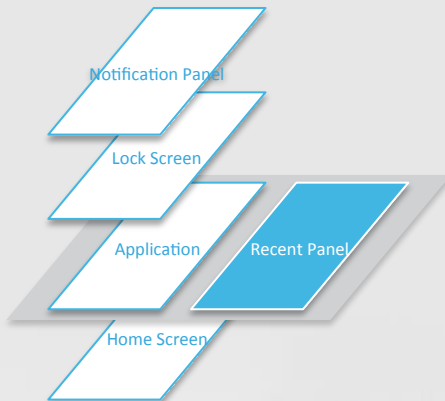 Notification Panel
Lock Screen
Application
Recent Panel
Home Screen